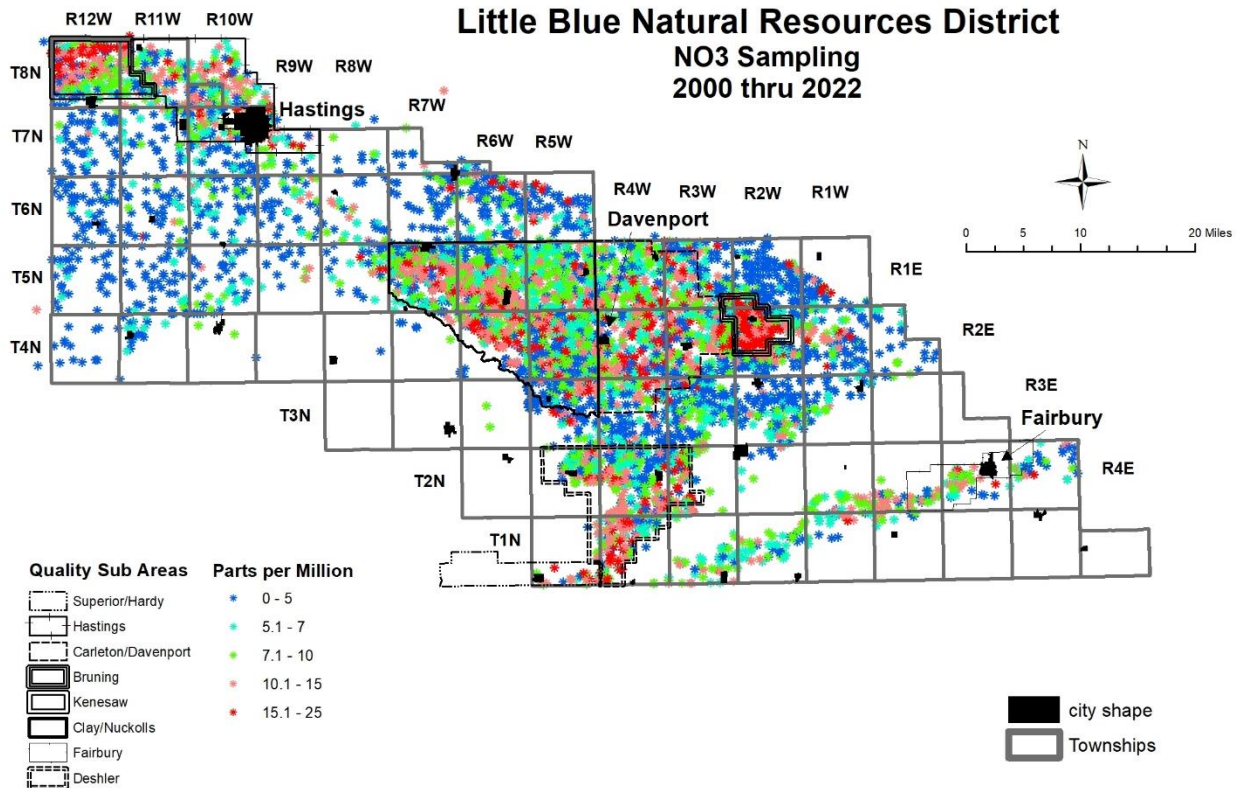 Little Blue Natural Resources District
NO3 Sampling
2000 thru 2022
R12W
R11W
R10W
R9W
R8W
R7W
R6W
R5W
R4W
R3W
R2W
R1W
R1E
R2E
R3E
R4E
T8N
T7N
T6N
T5N
T4N
T3N
T2N
T1N
Hastings
Davenport
Fairbury
N
0 5 10 20 Miles
Quality Sub Areas
Superior/Hardy
Hastings
Carleton/Davenport
Bruning
Kenesaw
Clay/Nuckolls
Fairbury
Deshler
Parts per Million
0 - 5
5.1 - 7
7.1 - 10
10.1 - 15
15.1 - 25
city shape
Townships